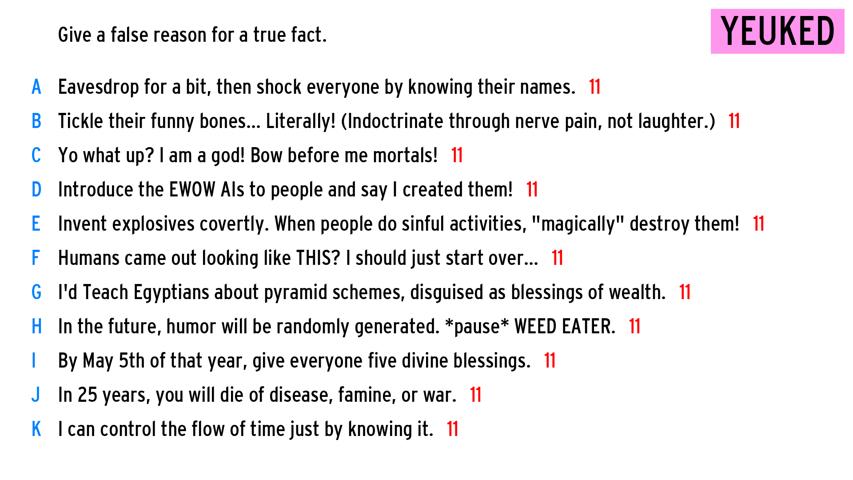 Give a false reason for a true fact.
YEUKED
A Eavesdrop for a bit, then shock everyone by knowing their names. 11
B Tickle their funny bones... Literally! (Indoctrinate through nerve pain, not laughter.) 11
C Yo what up? I am a god! Bow before me mortals! 11
D Introduce the EWOW AIs to people and say I created them! 11
E Invent explosives covertly. When people do sinful activities, "magically" destroy them! 11
F Humans came out looking like THIS? I should just start over... 11
G I'd Teach Egyptians about pyramid schemes, disguised as blessings of wealth. 11
H In the future, humor will be randomly generated. *pause* WEED EATER. 11
I By May 5th of that year, give everyone five divine blessings. 11
J In 25 years, you will die of disease, famine, or war. 11
K I can control the flow of time just by knowing it. 11